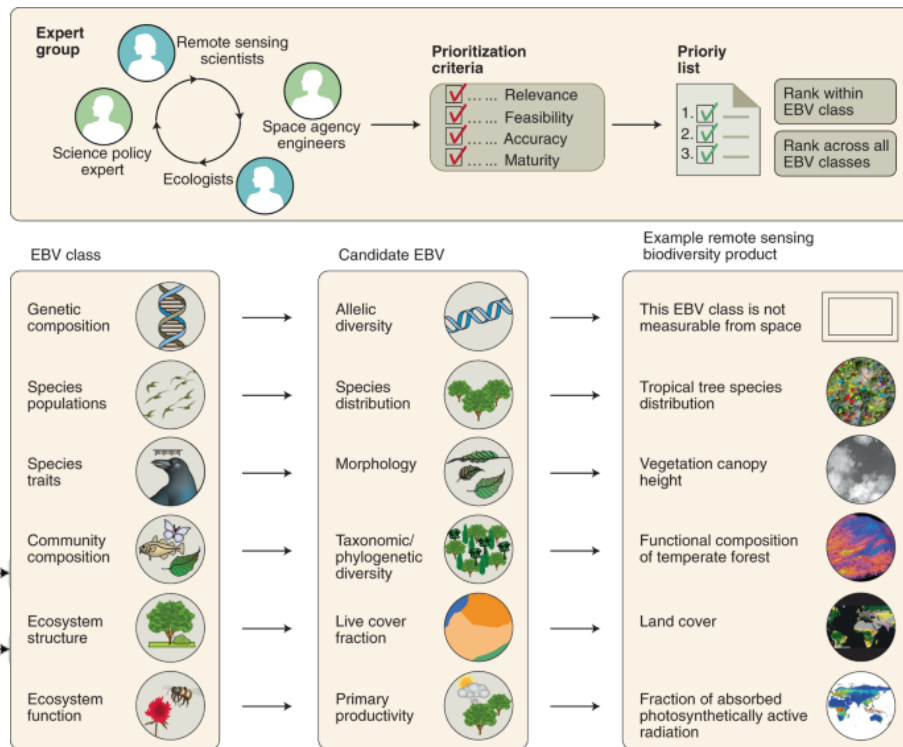 Expert
group
Remote sensing
scientists
Space agency
engineers
Science policy
expert
Ecologists
Prioritization
criteria
... ... Relevance
... ... Feasibility
... ... Accuracy
... ... Maturity
Prioriy
list
1.
2.
3.
Rank within
EBV class
Rank across all
EBV classes
EBV class
Candidate EBV
Example remote sensing
biodiversity product
Genetic
composition
Allelic
diversity
This EBV class is not
measurable from space
Species
populations
Species
distribution
Tropical tree species
distribution
Species
traits
Morphology
Vegetation canopy
height
Community
composition
Taxonomic/
phylogenetic
diversity
Functional composition
of temperate forest
Ecosystem
structure
Live cover
fraction
Land cover
Ecosystem
function
Primary
productivity
Fraction of absorbed
photosynthetically active
radiation